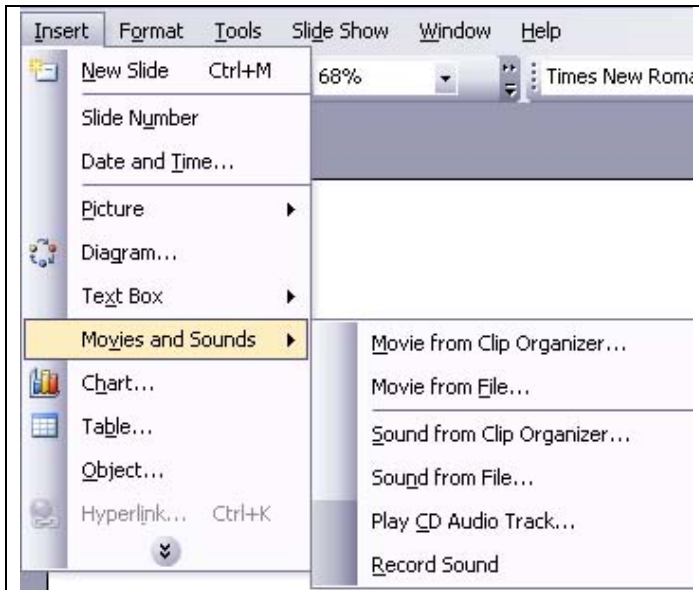 Insert Format Tools Slide Show Window Help
New Slide Ctrl+M
68%
Times New Roma
Slide Number
Date and Time...
Picture
Diagram...
Text Box
Movies and Sounds
Chart...
Table...
Object...
Hyperlink... Ctrl+K
Movie from Clip Organizer...
Movie from File...
Sound from Clip Organizer...
Sound from File...
Play CD Audio Track...
Record Sound